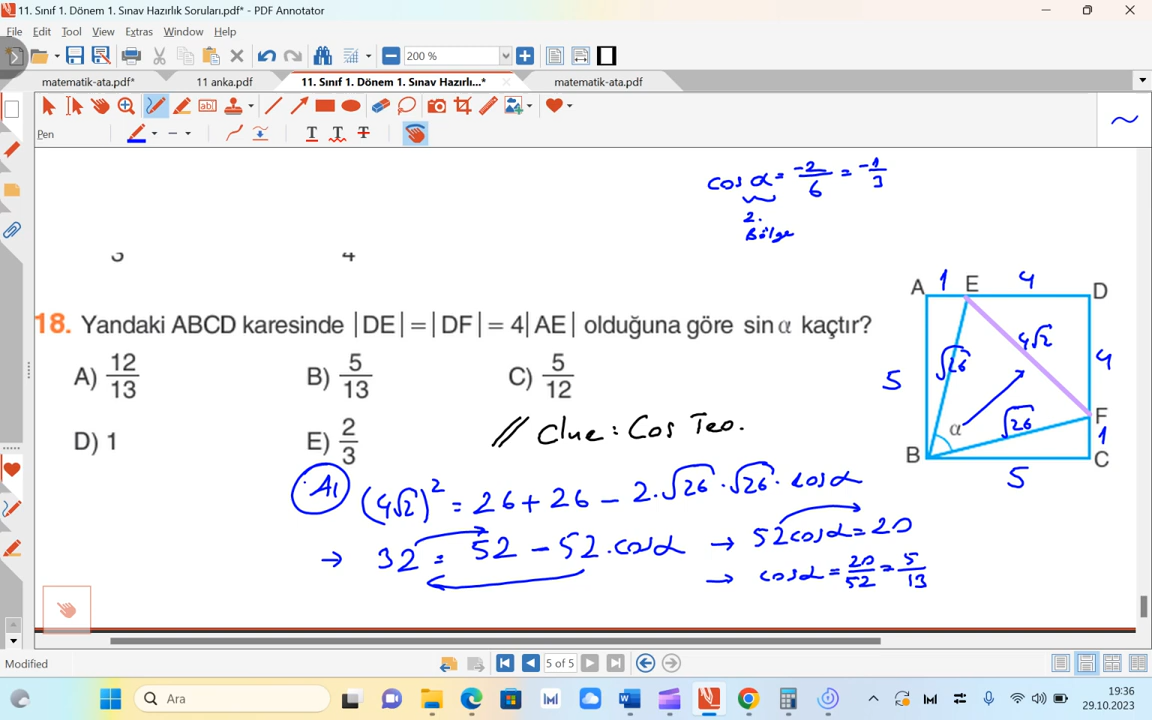 11. Sınıf 1. Dönem 1. Sınav Hazırlık Soruları.pdf* - PDF Annotator
File Edit Tool View Extras Window Help
200 %
matematik-ata.pdf* 11 anka.pdf 11. Sınıf 1. Dönem 1. Sınav Hazırlı...* matematik-ata.pdf
Pen
cos α = -2/6 = -1/3
2.
Bölge
18. Yandaki ABCD karesinde |DE| = |DF| = 4|AE| olduğuna göre sin α kaçtır?
A) 12/13 B) 5/13 C) 5/12
D) 1 E) 2/3
// Clue : Cos Teo.
A 1 E 4 D
4√2
√26
5 4
α √26 F
1
B 5 C
A1 (4√2)² = 26 + 26 - 2.√26.√26. cosα
→ 32 = 52 - 52.cosα → 52cosα = 20
→ cosα = 20/52 = 5/13
5 of 5
Modified
Ara
19:36
29.10.2023